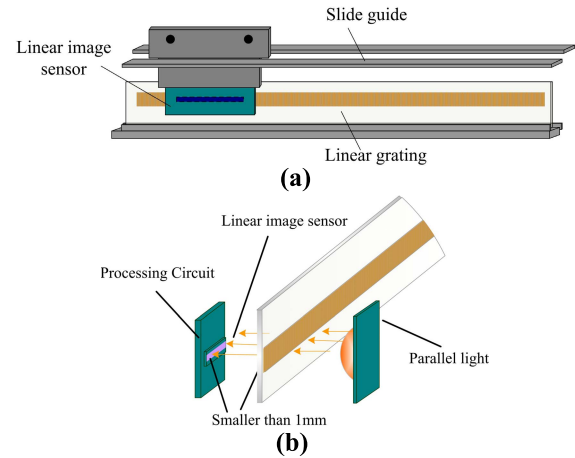 Slide guide
Linear image
sensor
Linear grating
(a)
Linear image sensor
Processing Circuit
Parallel light
Smaller than 1mm
(b)